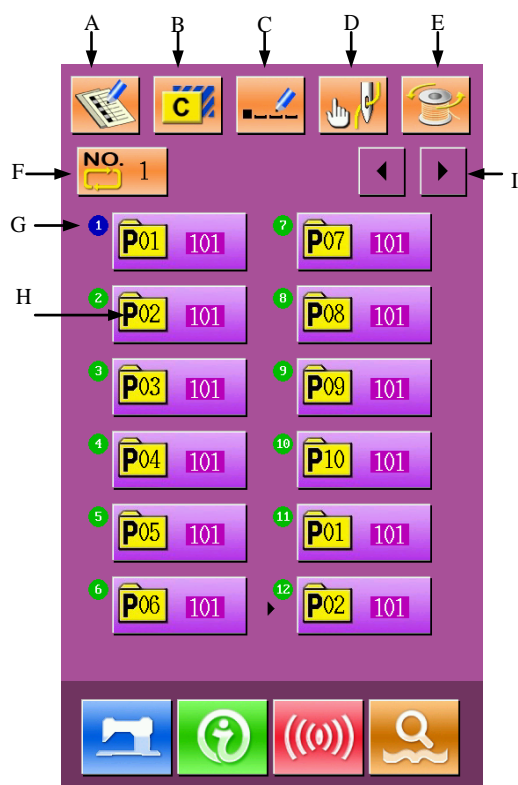 A B C D E
C
F NO. 1 I
G 1 P01 101 7 P07 101
H 2 P02 101 8 P08 101
3 P03 101 9 P09 101
4 P04 101 10 P10 101
5 P05 101 11 P01 101
6 P06 101 12 P02 101